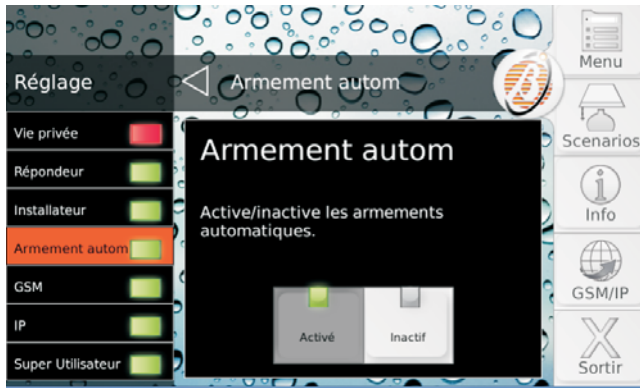 Réglage
Armement autom
Vie privée
Répondeur
Installateur
Armement autom
GSM
IP
Super Utilisateur
Armement autom
Active/inactive les armements
automatiques.
Activé
Inactif
Menu
Scenarios
Info
GSM/IP
Sortir